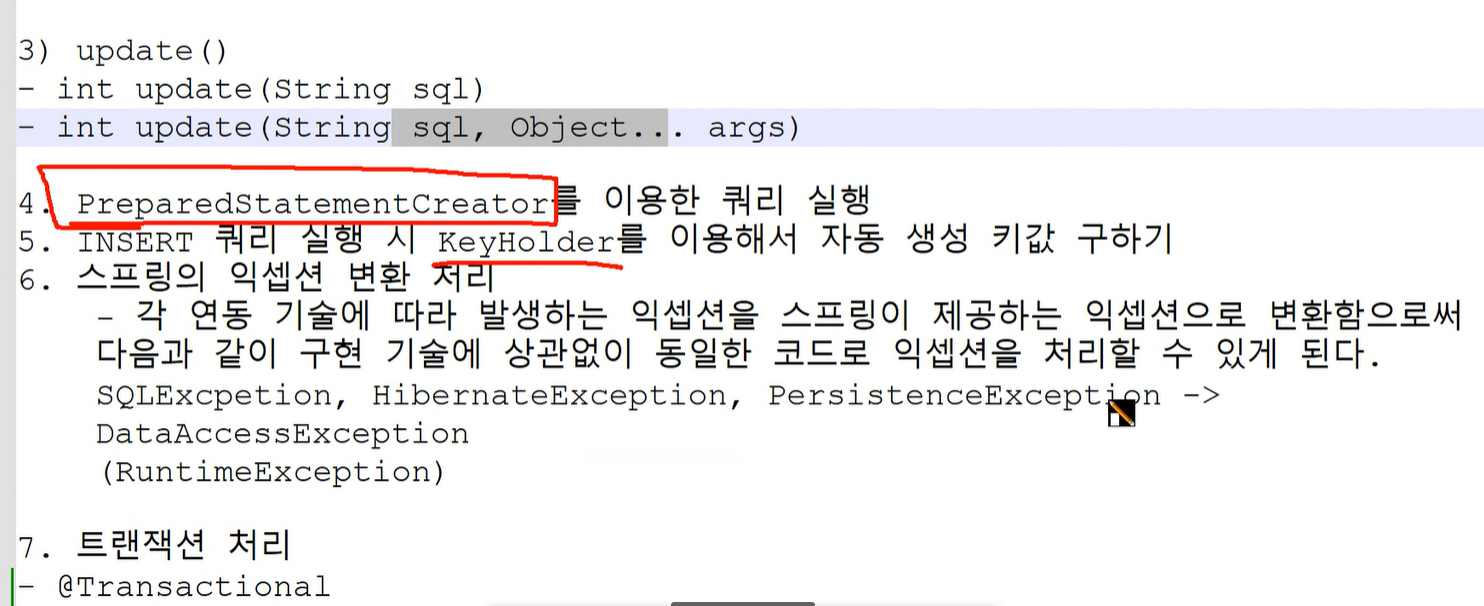 3) update()
- int update(String sql)
- int update(String sql, Object... args)
4. PreparedStatementCreator를 이용한 쿼리 실행
5. INSERT 쿼리 실행 시 KeyHolder를 이용해서 자동 생성 키값 구하기
6. 스프링의 익셉션 변환 처리
- 각 연동 기술에 따라 발생하는 익셉션을 스프링이 제공하는 익셉션으로 변환함으로써
다음과 같이 구현 기술에 상관없이 동일한 코드로 익셉션을 처리할 수 있게 된다.
SQLExcpetion, HibernateException, PersistenceException ->
DataAccessException
(RuntimeException)
7. 트랜잭션 처리
- @Transactional